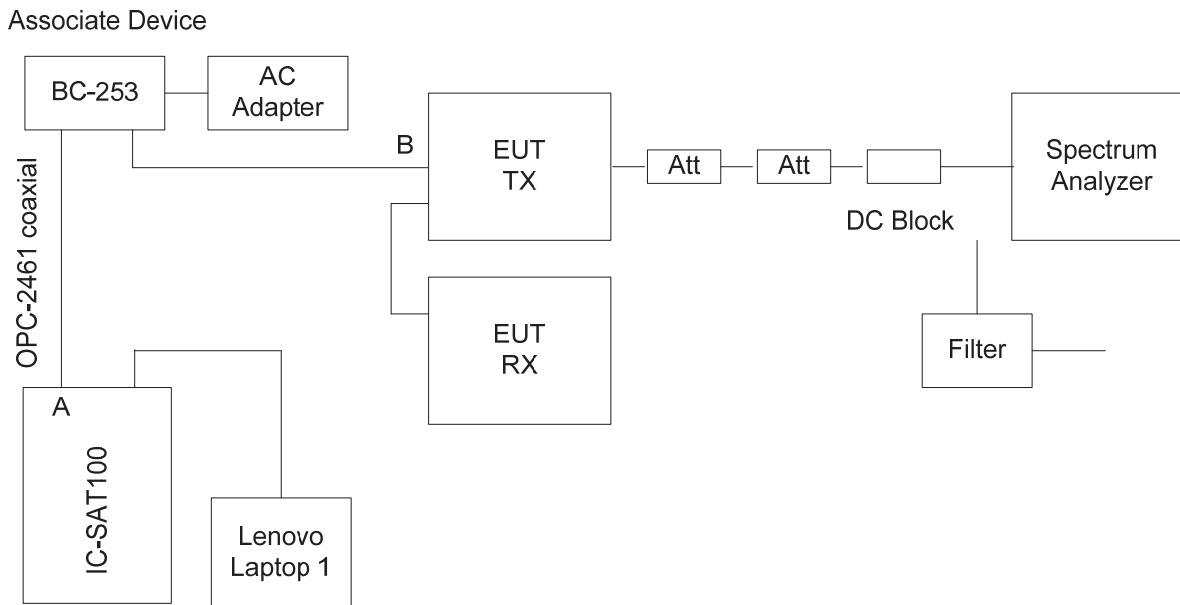 Associate Device
BC-253
AC
Adapter
B
EUT
TX
Att
Att
DC Block
Spectrum
Analyzer
OPC-2461 coaxial
EUT
RX
Filter
A
IC-SAT100
Lenovo
Laptop 1